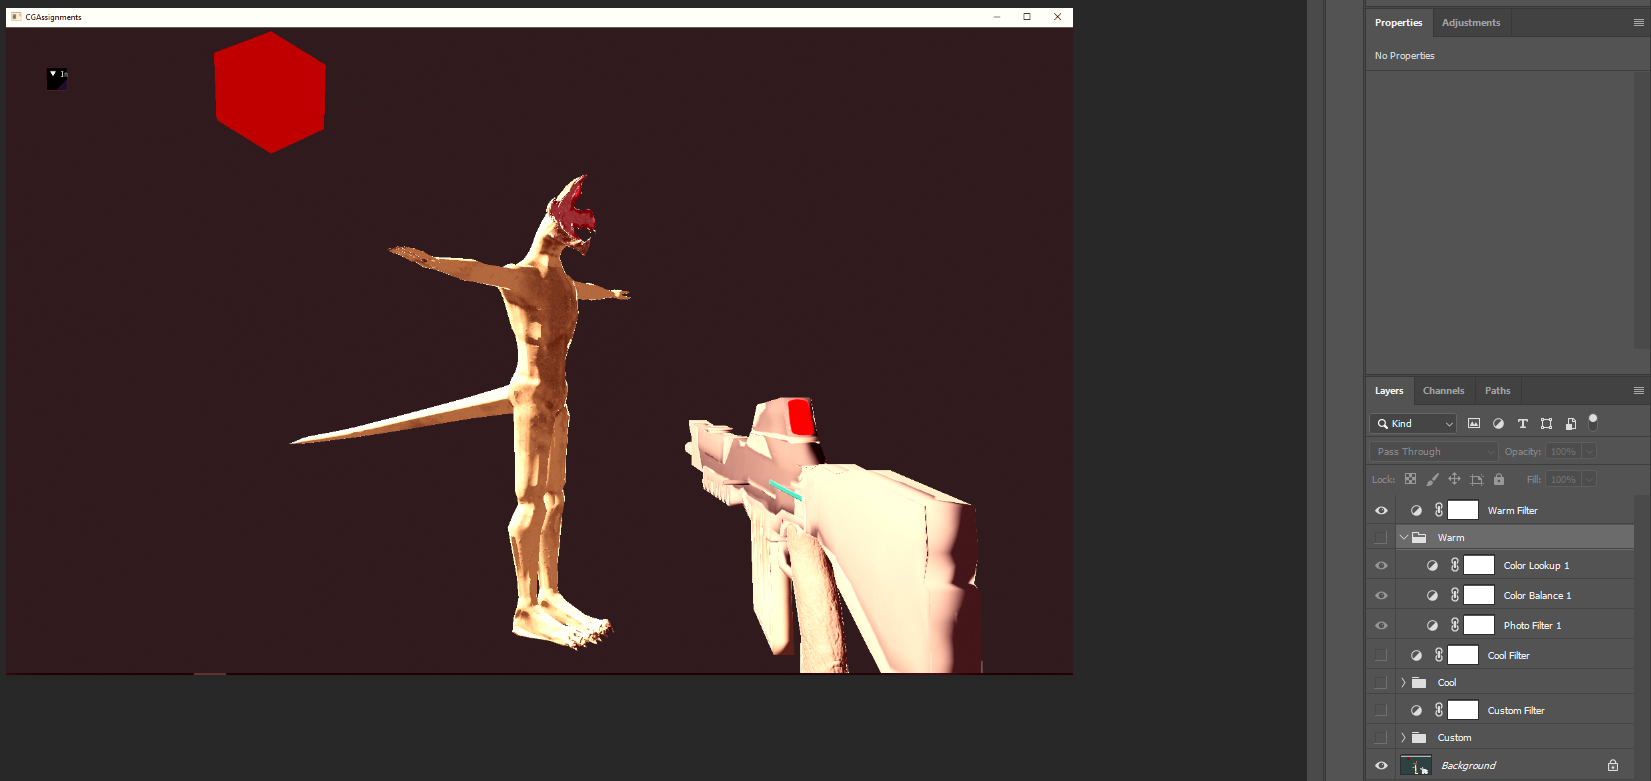 CGAssignments
In
Properties
Adjustments
No Properties
Layers
Channels
Paths
Kind
Pass Through
Opacity: 100%
Lock:
Fill: 100%
Warm Filter
Warm
Color Lookup 1
Color Balance 1
Photo Filter 1
Cool Filter
Cool
Custom Filter
Custom
Background